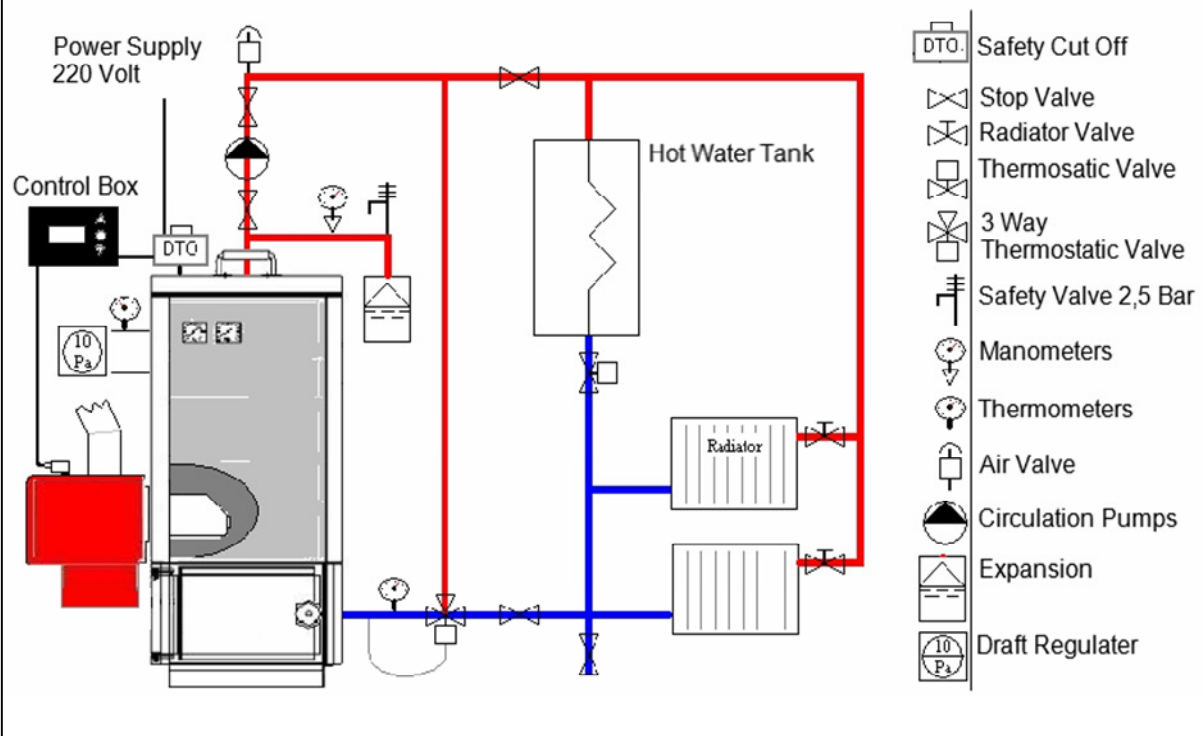 Power Supply
220 Volt
Control Box
DTO
10
Pa
Hot Water Tank
Radiator
DTO.
Safety Cut Off
Stop Valve
Radiator Valve
Thermosatic Valve
3 Way
Thermostatic Valve
Safety Valve 2,5 Bar
Manometers
Thermometers
Air Valve
Circulation Pumps
Expansion
10
Pa
Draft Regulater